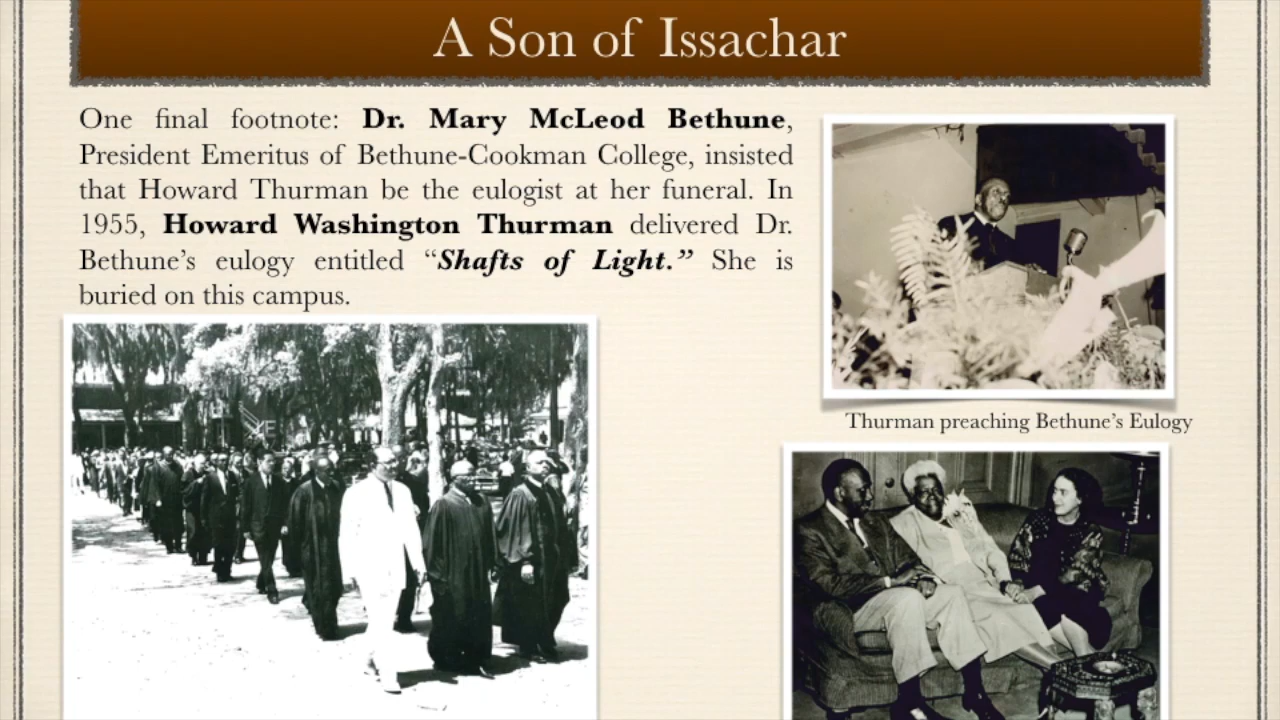 A Son of Issachar
One final footnote: Dr. Mary McLeod Bethune,
President Emeritus of Bethune-Cookman College, insisted
that Howard Thurman be the eulogist at her funeral. In
1955, Howard Washington Thurman delivered Dr.
Bethune’s eulogy entitled “Shafts of Light.” She is
buried on this campus.
Thurman preaching Bethune’s Eulogy